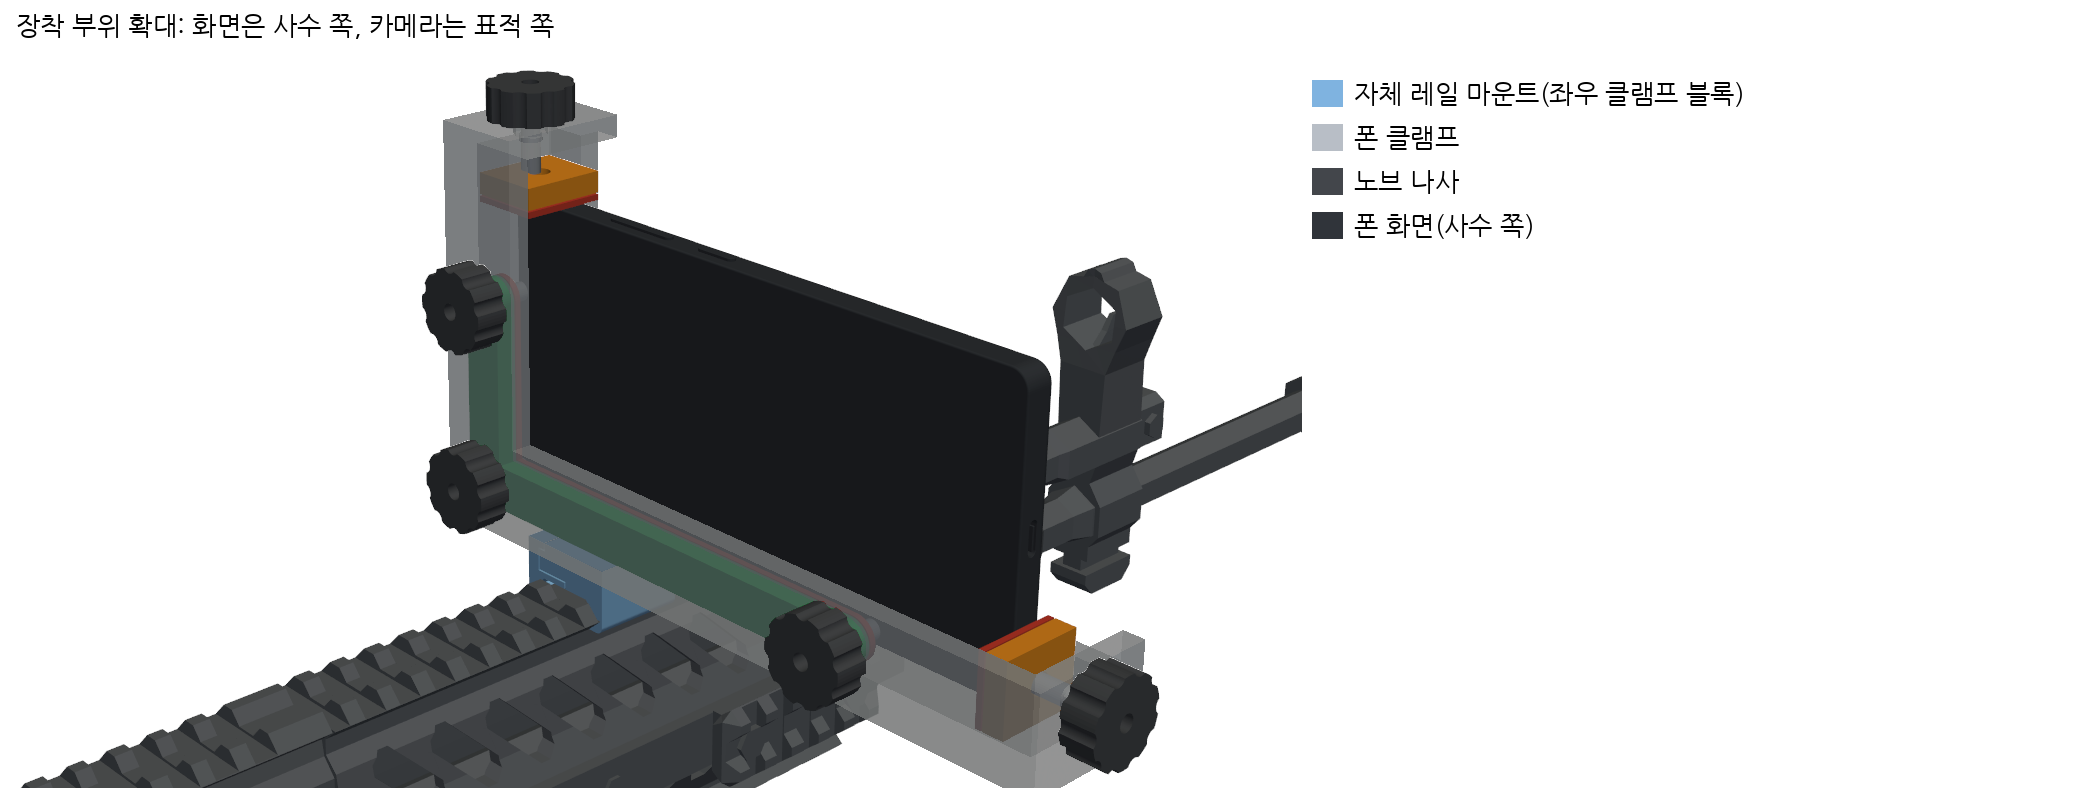 장착 부위 확대: 화면은 사수 쪽, 카메라는 표적 쪽
자체 레일 마운트(좌우 클램프 블록)
폰 클램프
노브 나사
폰 화면(사수 쪽)